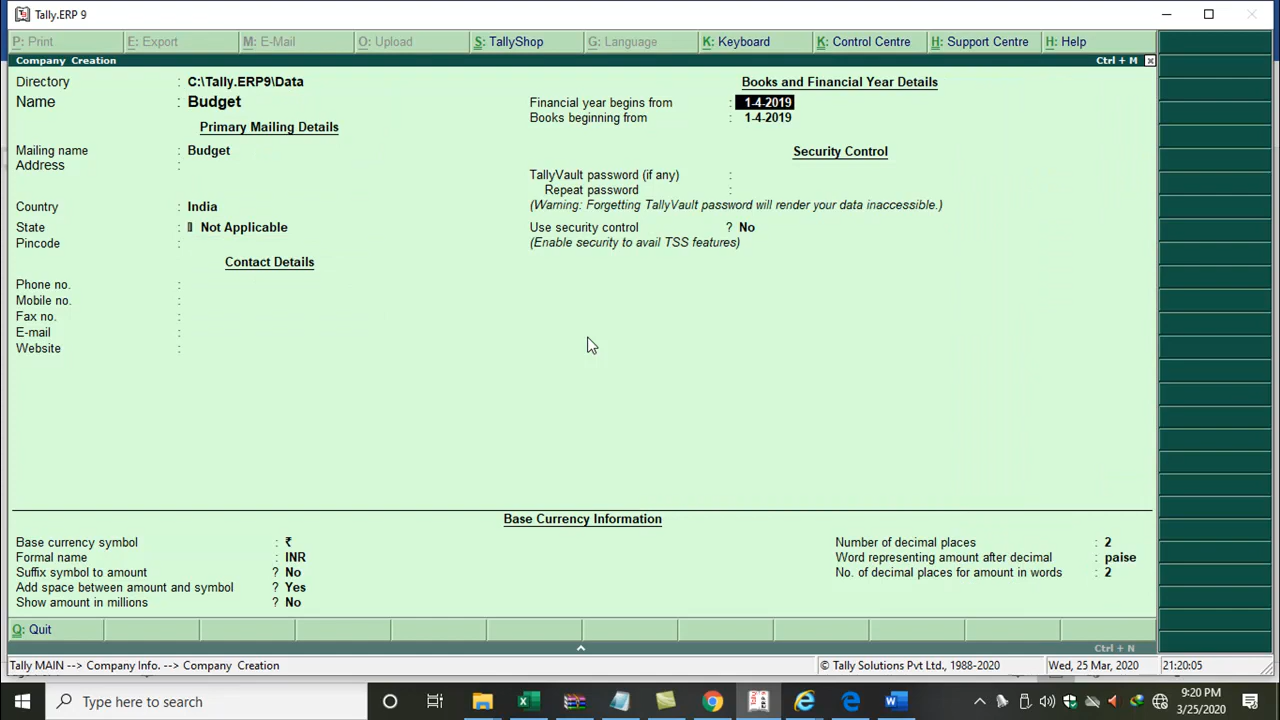 Tally.ERP 9
P: Print E: Export M: E-Mail O: Upload S: TallyShop G: Language K: Keyboard K: Control Centre H: Support Centre H: Help
Company Creation Ctrl + M
Directory : C:\Tally.ERP9\Data
Name : Budget
Primary Mailing Details
Mailing name : Budget
Address :
Country : India
State : Not Applicable
Pincode :
Contact Details
Phone no. :
Mobile no. :
Fax no. :
E-mail :
Website :
Books and Financial Year Details
Financial year begins from : 1-4-2019
Books beginning from : 1-4-2019
Security Control
TallyVault password (if any) :
Repeat password :
(Warning: Forgetting TallyVault password will render your data inaccessible.)
Use security control ? No
(Enable security to avail TSS features)
Base Currency Information
Base currency symbol : ₹
Formal name : INR
Suffix symbol to amount ? No
Add space between amount and symbol ? Yes
Show amount in millions ? No
Number of decimal places : 2
Word representing amount after decimal : paise
No. of decimal places for amount in words : 2
Q: Quit
Ctrl + N
Tally MAIN --> Company Info. --> Company Creation © Tally Solutions Pvt Ltd., 1988-2020 Wed, 25 Mar, 2020 21:20:05
Type here to search
9:20 PM
3/25/2020